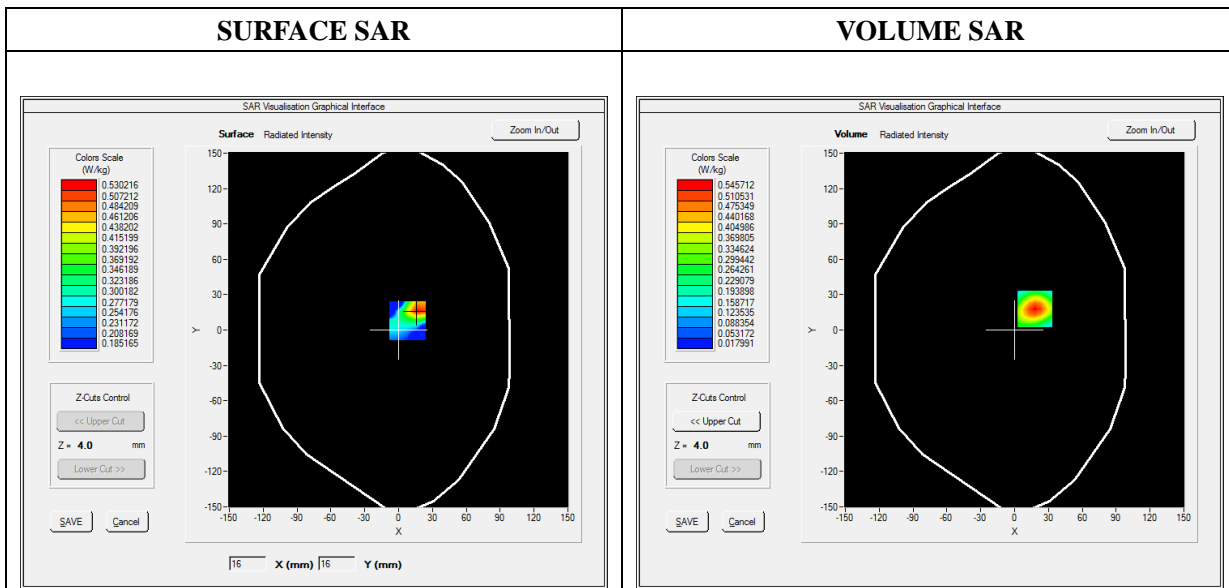 SURFACE SAR
VOLUME SAR
SAR Visualisation Graphical Interface
Surface Radiated Intensity
Zoom In/Out
Colors Scale
(W/kg)
0.530216
0.507212
0.484209
0.461206
0.438202
0.415199
0.392196
0.369192
0.346189
0.323186
0.300182
0.277179
0.254176
0.231172
0.208169
0.185165
150
120
90
60
30
0
-30
-60
-90
-120
-150
Y
-150 -120 -90 -60 -30 0 30 60 90 120 150
X
Z-Cuts Control
<< Upper Cut
Z = 4.0 mm
Lower Cut >>
SAVE Cancel
16 X (mm) 16 Y (mm)
SAR Visualisation Graphical Interface
Volume Radiated Intensity
Zoom In/Out
Colors Scale
(W/kg)
0.545712
0.510531
0.475349
0.440168
0.404986
0.369805
0.334624
0.299442
0.264261
0.229079
0.193898
0.158717
0.123535
0.088354
0.053172
0.017991
150
120
90
60
30
0
-30
-60
-90
-120
-150
Y
-150 -120 -90 -60 -30 0 30 60 90 120 150
X
Z-Cuts Control
<< Upper Cut
Z = 4.0 mm
Lower Cut >>
SAVE Cancel